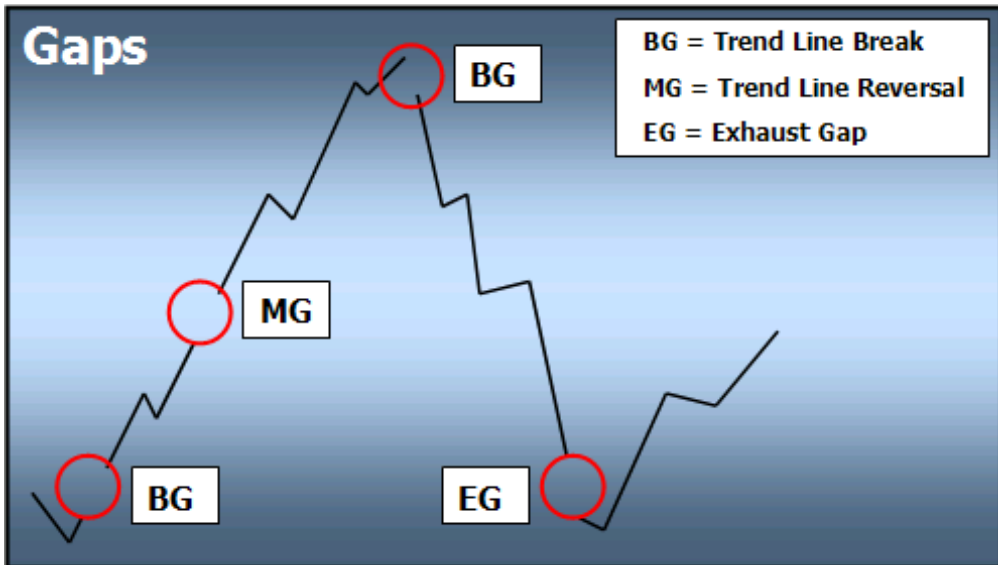 Gaps
BG = Trend Line Break
MG = Trend Line Reversal
EG = Exhaust Gap
BG
MG
BG
EG